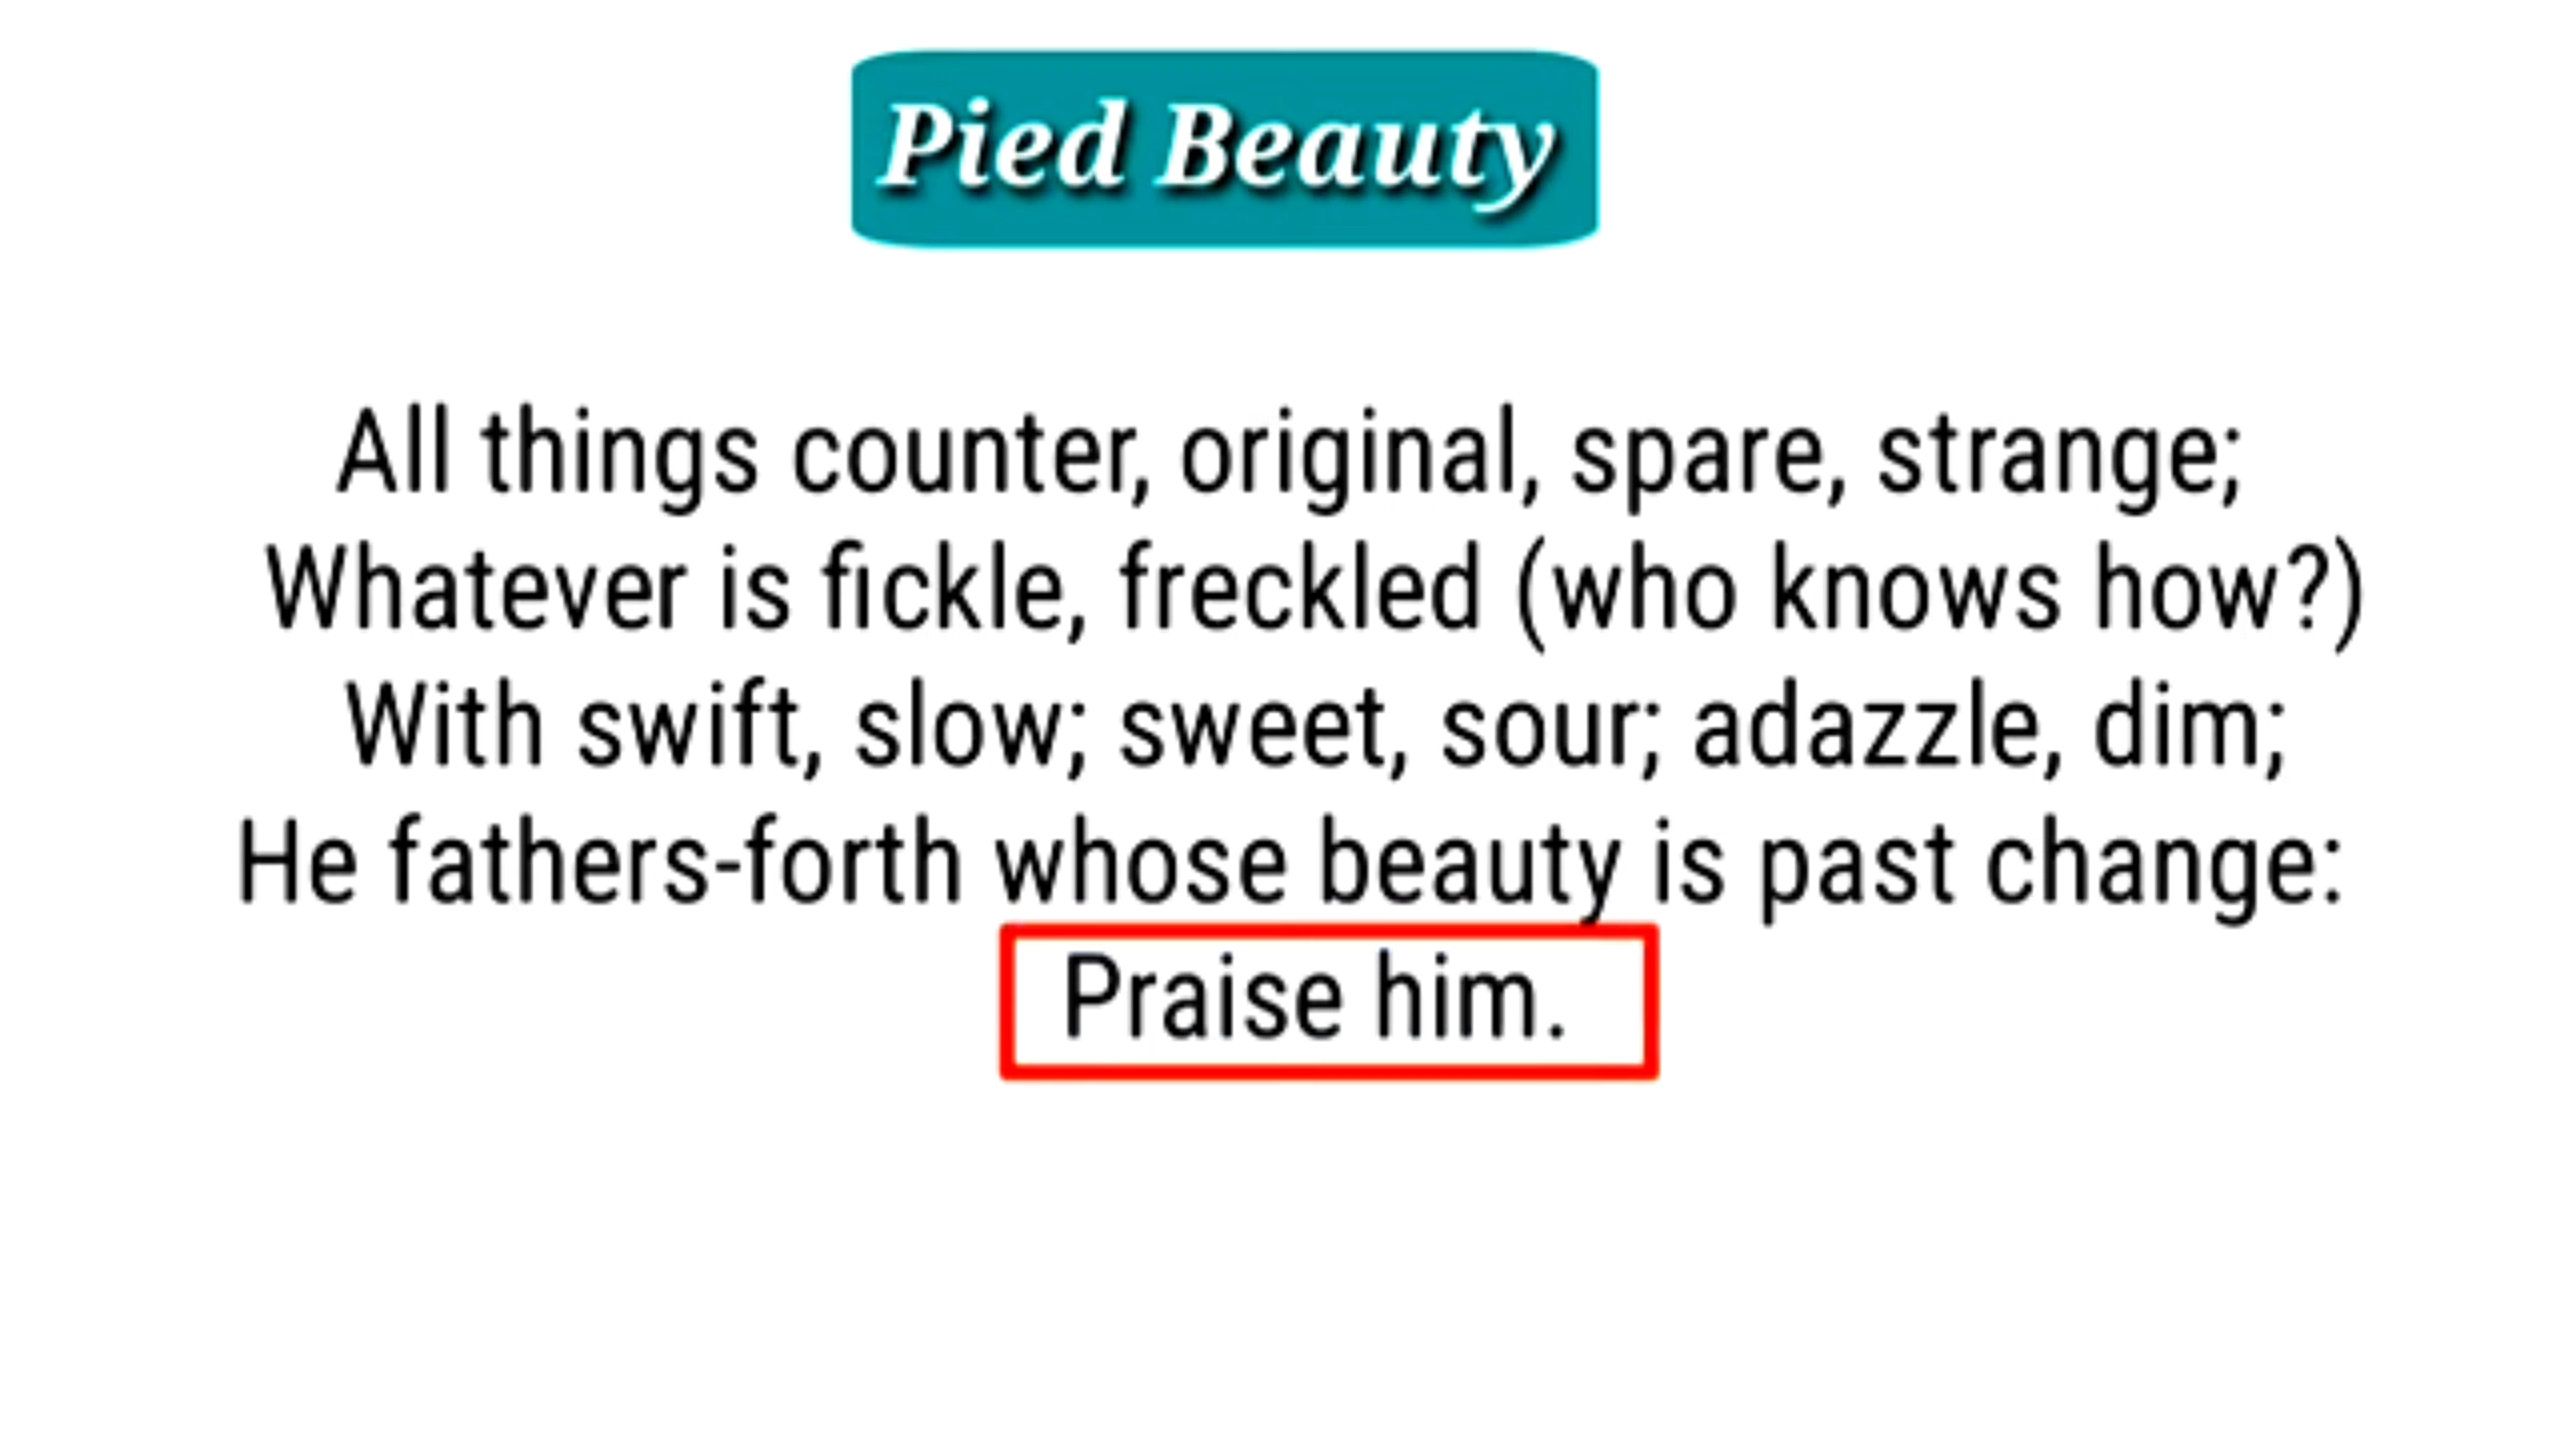 Pied Beauty
All things counter, original, spare, strange;
Whatever is fickle, freckled (who knows how?)
With swift, slow; sweet, sour; adazzle, dim;
He fathers-forth whose beauty is past change:
Praise him.